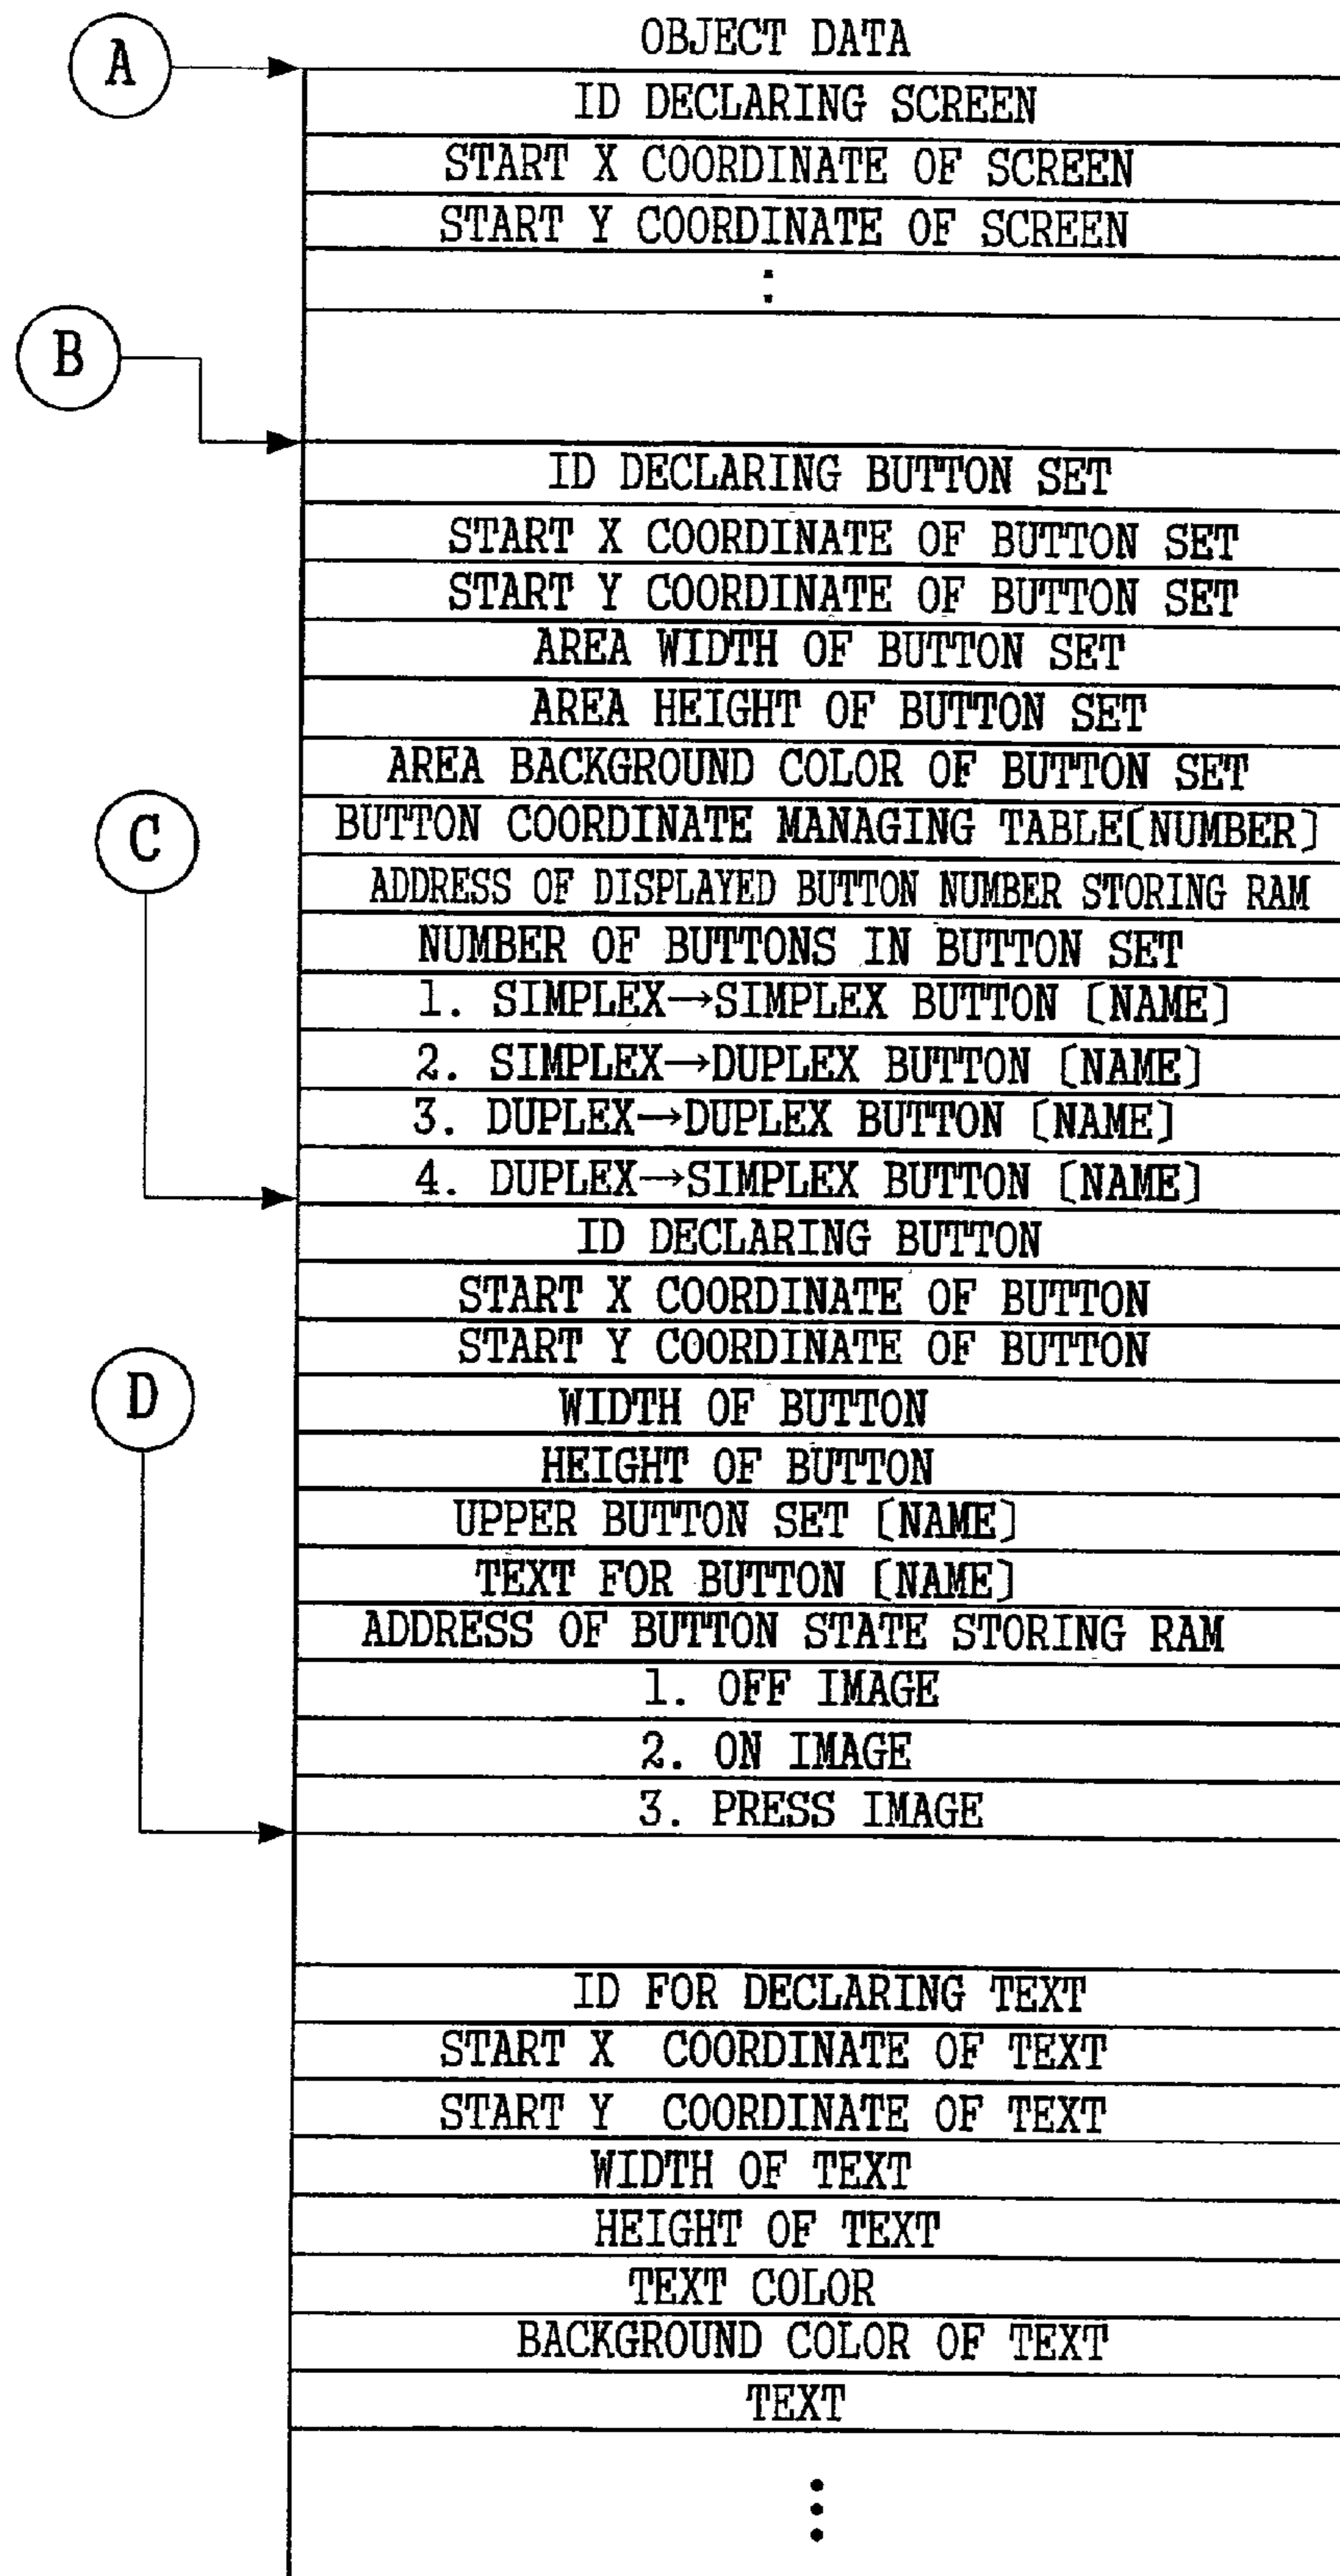 OBJECT DATA
A
ID DECLARING SCREEN
START X COORDINATE OF SCREEN
START Y COORDINATE OF SCREEN
:
B
ID DECLARING BUTTON SET
START X COORDINATE OF BUTTON SET
START Y COORDINATE OF BUTTON SET
AREA WIDTH OF BUTTON SET
AREA HEIGHT OF BUTTON SET
AREA BACKGROUND COLOR OF BUTTON SET
BUTTON COORDINATE MANAGING TABLE[NUMBER]
C
ADDRESS OF DISPLAYED BUTTON NUMBER STORING RAM
NUMBER OF BUTTONS IN BUTTON SET
1. SIMPLEX→SIMPLEX BUTTON [NAME]
2. SIMPLEX→DUPLEX BUTTON [NAME]
3. DUPLEX→DUPLEX BUTTON [NAME]
4. DUPLEX→SIMPLEX BUTTON [NAME]
ID DECLARING BUTTON
START X COORDINATE OF BUTTON
START Y COORDINATE OF BUTTON
D
WIDTH OF BUTTON
HEIGHT OF BUTTON
UPPER BUTTON SET [NAME]
TEXT FOR BUTTON [NAME]
ADDRESS OF BUTTON STATE STORING RAM
1. OFF IMAGE
2. ON IMAGE
3. PRESS IMAGE
ID FOR DECLARING TEXT
START X COORDINATE OF TEXT
START Y COORDINATE OF TEXT
WIDTH OF TEXT
HEIGHT OF TEXT
TEXT COLOR
BACKGROUND COLOR OF TEXT
TEXT
⋮